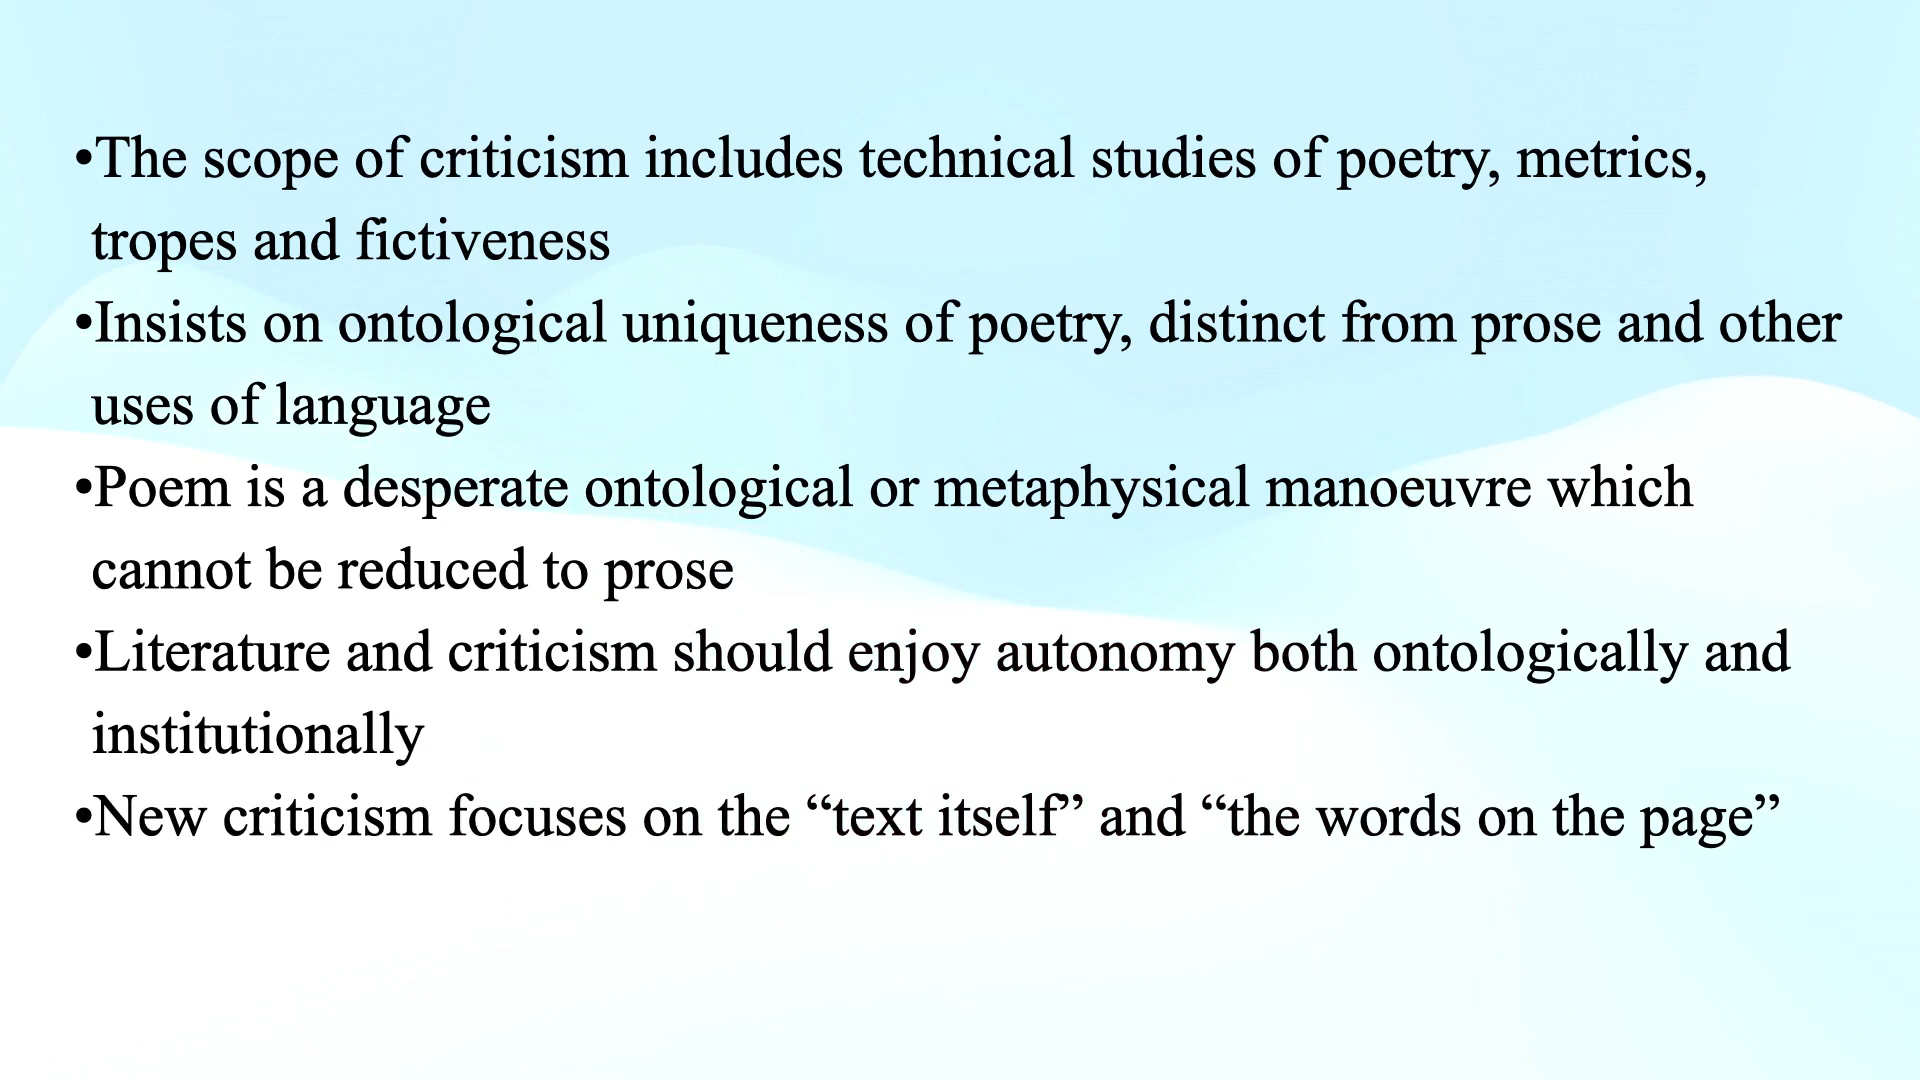 •The scope of criticism includes technical studies of poetry, metrics,
tropes and fictiveness
•Insists on ontological uniqueness of poetry, distinct from prose and other
uses of language
•Poem is a desperate ontological or metaphysical manoeuvre which
cannot be reduced to prose
•Literature and criticism should enjoy autonomy both ontologically and
institutionally
•New criticism focuses on the “text itself” and “the words on the page”